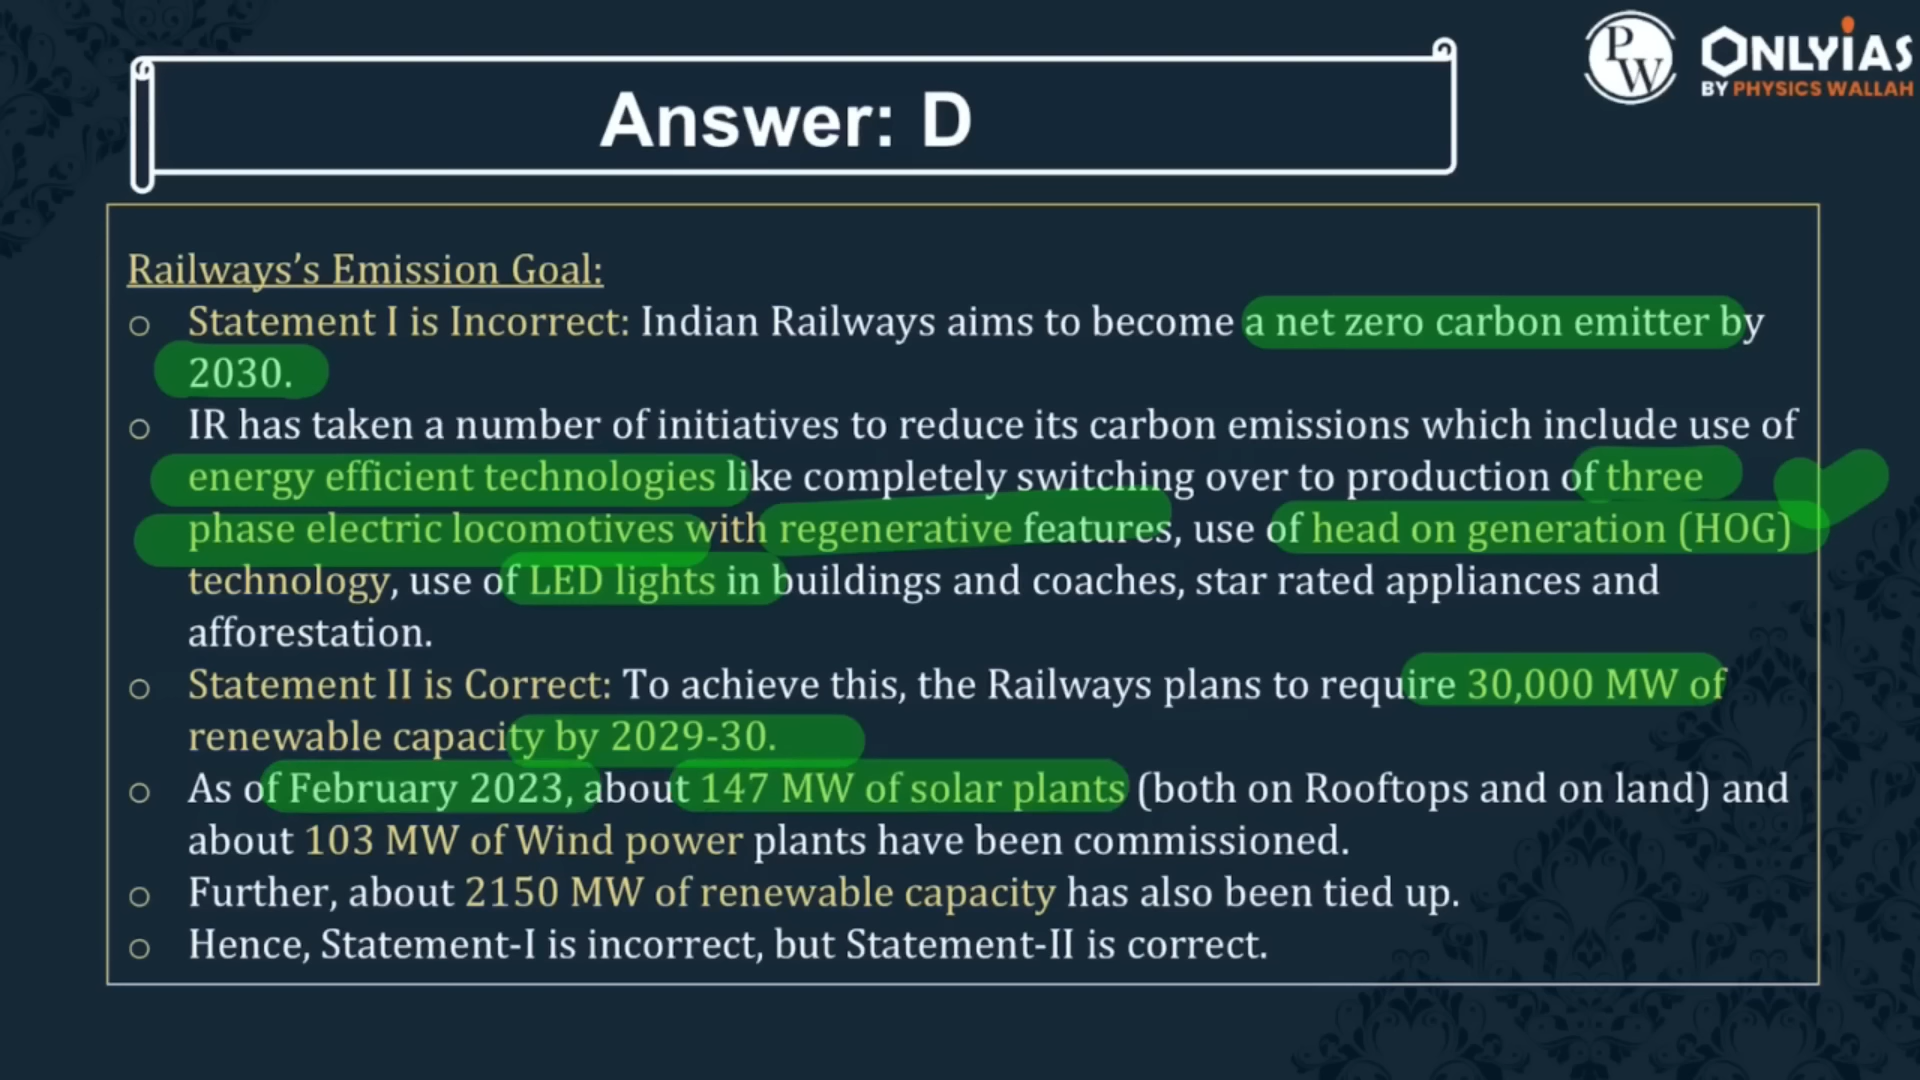 PW
ONLYIAS
BY PHYSICS WALLAH
Answer: D
Railways’s Emission Goal:
○ Statement I is Incorrect: Indian Railways aims to become a net zero carbon emitter by
2030.
○ IR has taken a number of initiatives to reduce its carbon emissions which include use of
energy efficient technologies like completely switching over to production of three
phase electric locomotives with regenerative features, use of head on generation (HOG)
technology, use of LED lights in buildings and coaches, star rated appliances and
afforestation.
○ Statement II is Correct: To achieve this, the Railways plans to require 30,000 MW of
renewable capacity by 2029-30.
○ As of February 2023, about 147 MW of solar plants (both on Rooftops and on land) and
about 103 MW of Wind power plants have been commissioned.
○ Further, about 2150 MW of renewable capacity has also been tied up.
○ Hence, Statement-I is incorrect, but Statement-II is correct.